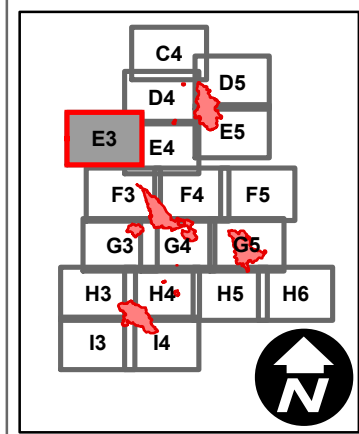 C4
D4 D5
E3 E4 E5
F3 F4 F5
G3 G4 G5
H3 H4 H5 H6
I3 I4
N